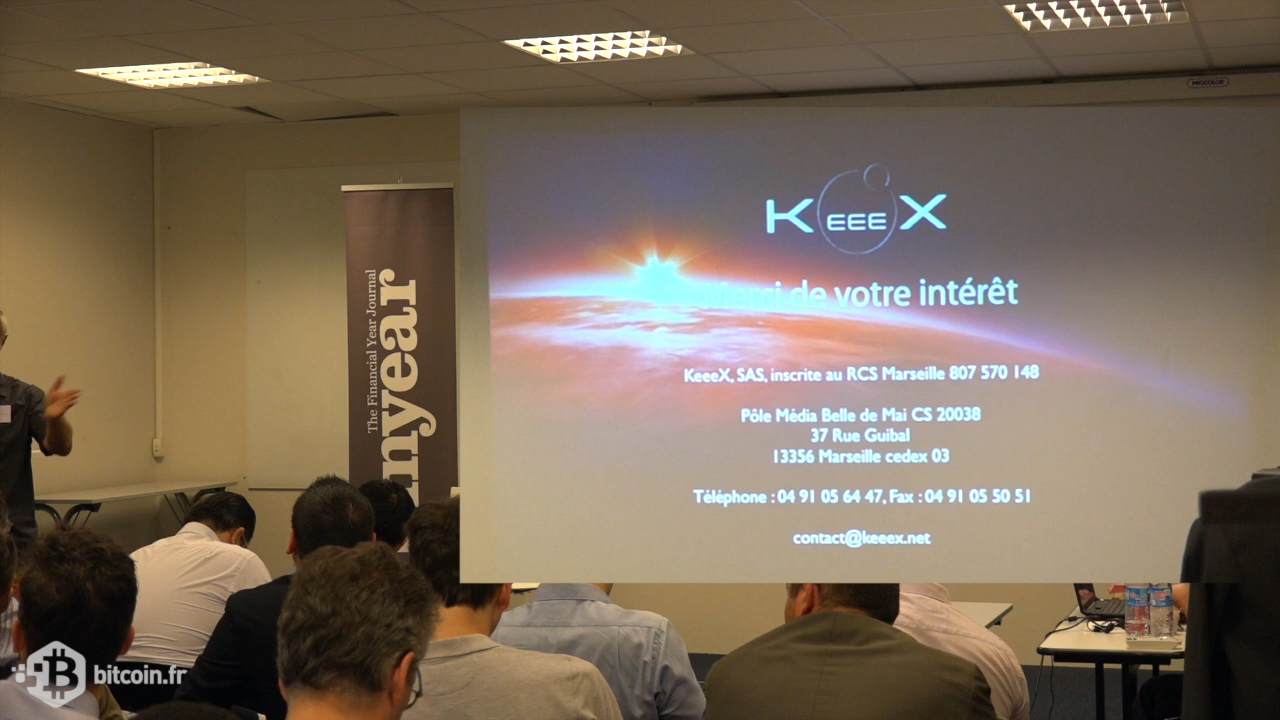 PROCOLOR
KeeeX
Merci de votre intérêt
KeeeX, SAS, inscrite au RCS Marseille 807 570 148
Pôle Média Belle de Mai CS 20038
37 Rue Guibal
13356 Marseille cedex 03
Téléphone : 04 91 05 64 47, Fax : 04 91 05 50 51
contact@keeex.net
The Financial Year Journal
nyear
bitcoin.fr